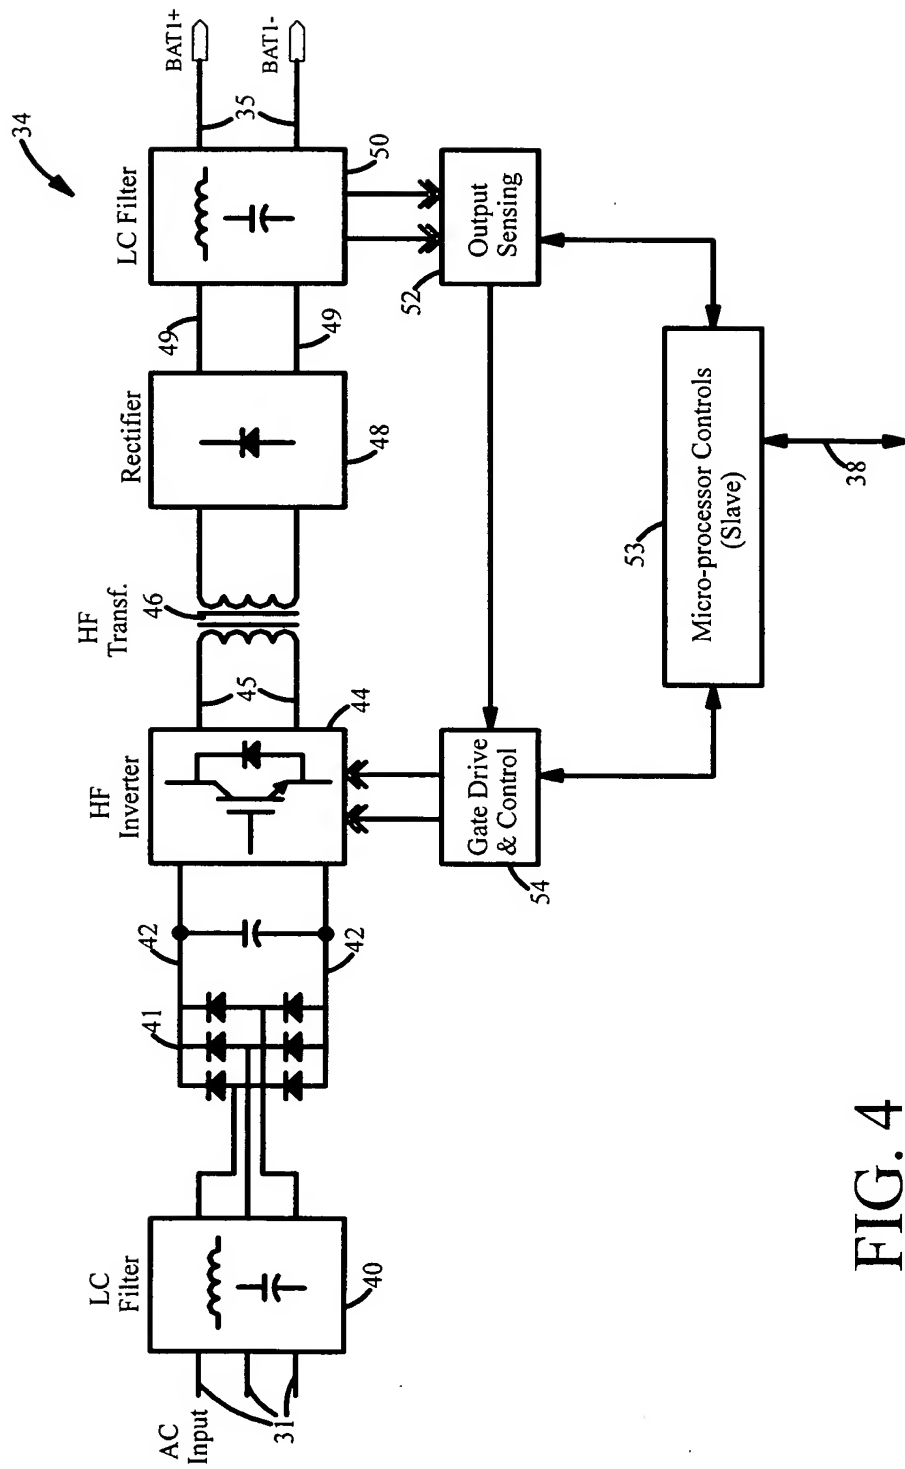 34
LC
Filter
HF
Inverter
HF
Transf.
Rectifier
LC Filter
BAT1+
BAT1-
AC
Input
31
40
41
42
42
44
45
46
48
49
49
50
35
Gate Drive
& Control
54
Output
Sensing
52
53
Micro-processor Controls
(Slave)
38
FIG. 4